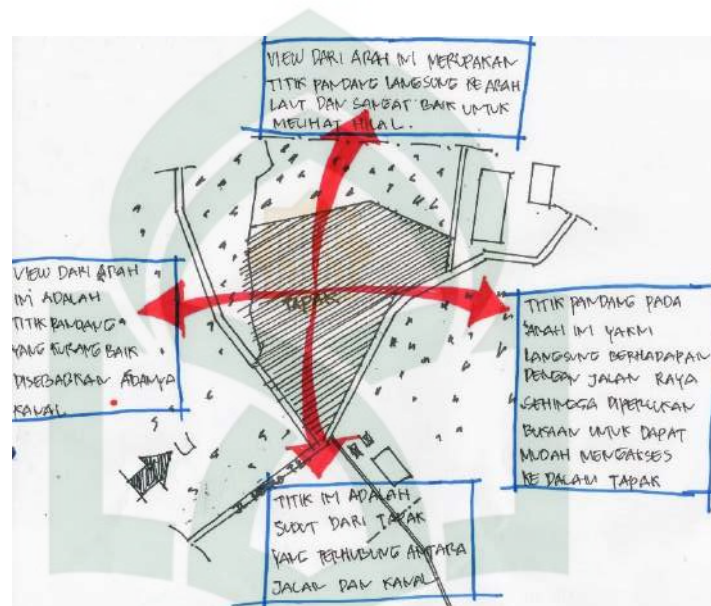 VIEW DARI ARAH INI MERUPAKAN
TITIK PANDANG LANGSUNG KE ARAH
LAUT DAN SANGAT BAIK UNTUK
MELIHAT HILAL.
VIEW DARI ARAH
INI ADALAH
TITIK PANDANG
YANG KURANG BAIK
DISEBABKAN ADANYA
KANAL
TAPAK
TITIK PANDANG PADA
ARAH INI YAKNI
LANGSUNG BERHADAPAN
DENGAN JALAN RAYA
SEHINGGA DIPERLUKAN
BUKAAN UNTUK DAPAT
MUDAH MENGAKSES
KE DALAM TAPAK
U
TITIK INI ADALAH
SUDUT DARI TAPAK
YANG TERHUBUNG ANTARA
JALAN DAN KANAL